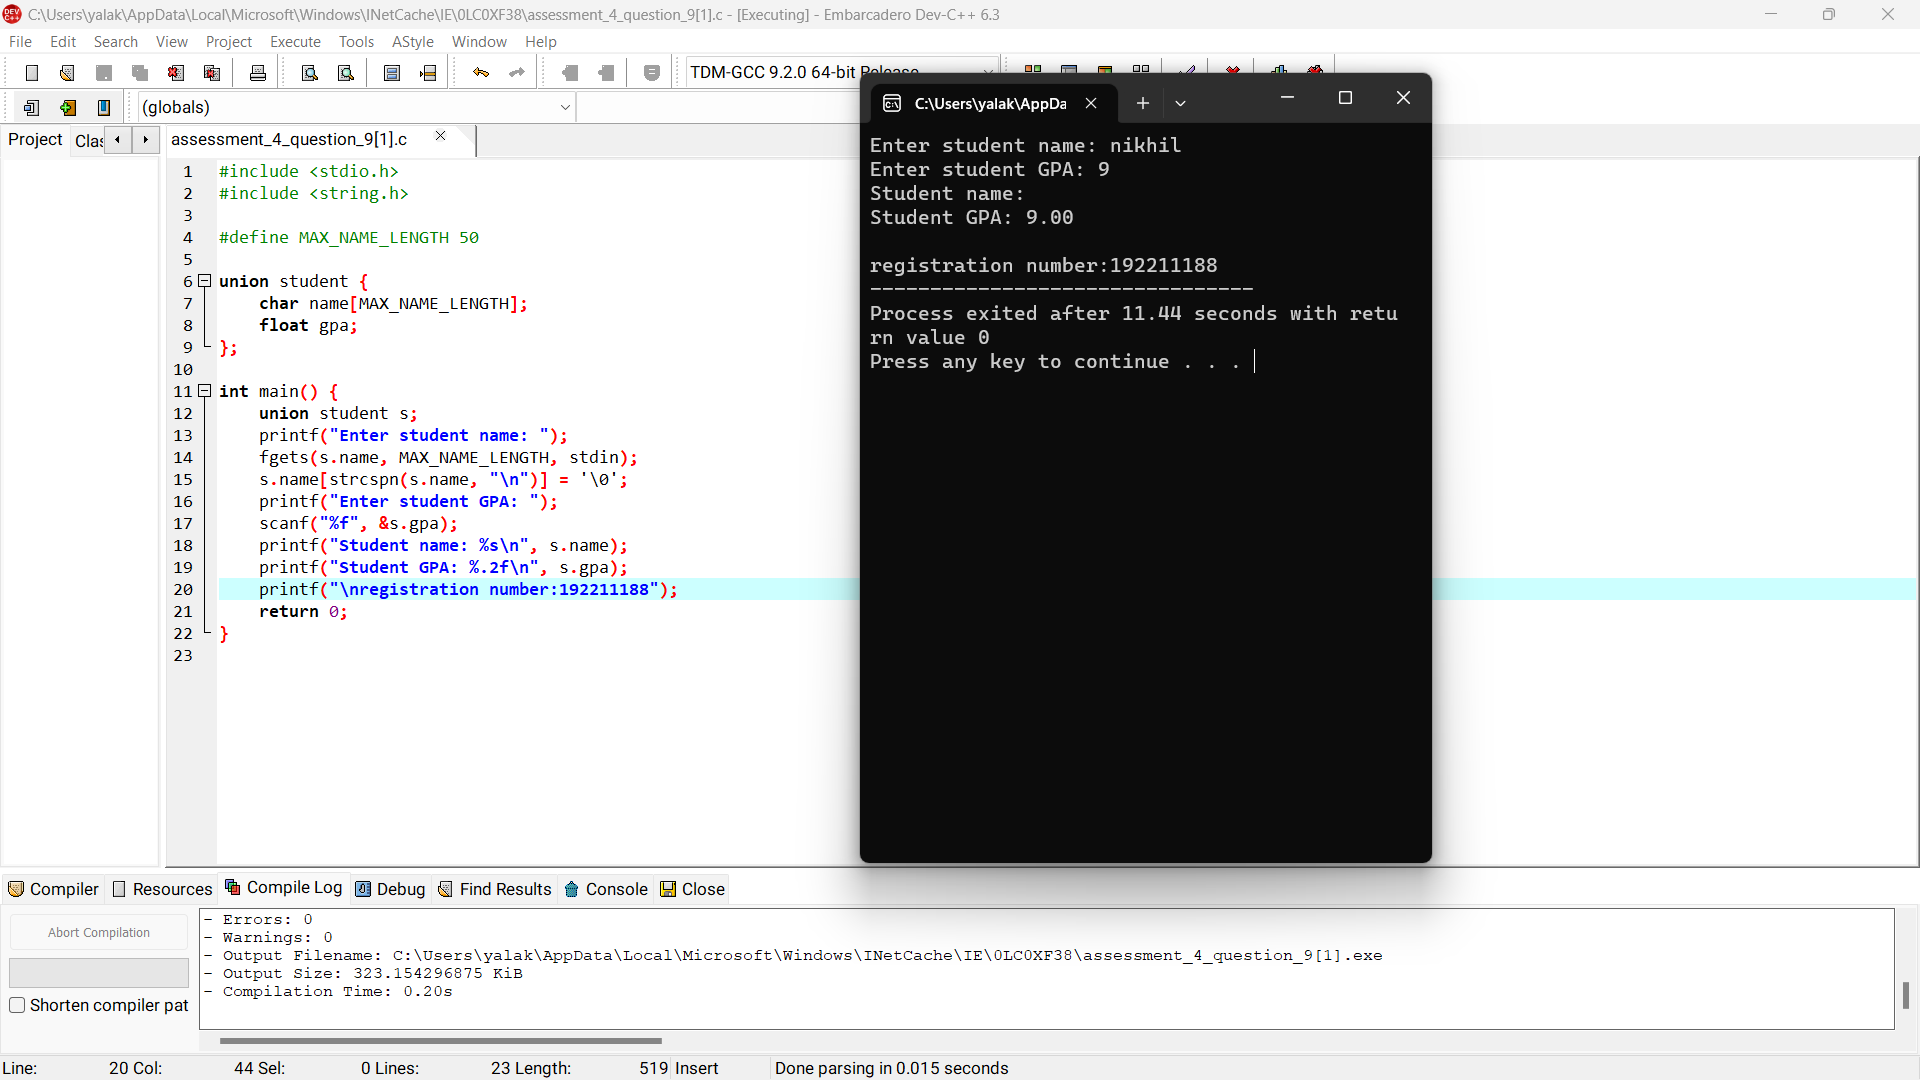 C:\Users\yalak\AppData\Local\Microsoft\Windows\INetCache\IE\0LC0XF38\assessment_4_question_9[1].c - [Executing] - Embarcadero Dev-C++ 6.3
File Edit Search View Project Execute Tools AStyle Window Help
TDM-GCC 9.2.0 64-bit Release
(globals)
Project Clas
assessment_4_question_9[1].c
1 #include <stdio.h>
2 #include <string.h>
3
4 #define MAX_NAME_LENGTH 50
5
6 union student {
7 char name[MAX_NAME_LENGTH];
8 float gpa;
9 };
10
11 int main() {
12 union student s;
13 printf("Enter student name: ");
14 fgets(s.name, MAX_NAME_LENGTH, stdin);
15 s.name[strcspn(s.name, "\n")] = '\0';
16 printf("Enter student GPA: ");
17 scanf("%f", &s.gpa);
18 printf("Student name: %s\n", s.name);
19 printf("Student GPA: %.2f\n", s.gpa);
20 printf("\nregistration number:192211188");
21 return 0;
22 }
23
C:\Users\yalak\AppDa
Enter student name: nikhil
Enter student GPA: 9
Student name:
Student GPA: 9.00
registration number:192211188
--------------------------------
Process exited after 11.44 seconds with retu
rn value 0
Press any key to continue . . .
Compiler Resources Compile Log Debug Find Results Console Close
Abort Compilation
Shorten compiler pat
- Errors: 0
- Warnings: 0
- Output Filename: C:\Users\yalak\AppData\Local\Microsoft\Windows\INetCache\IE\0LC0XF38\assessment_4_question_9[1].exe
- Output Size: 323.154296875 KiB
- Compilation Time: 0.20s
Line: 20 Col: 44 Sel: 0 Lines: 23 Length: 519 Insert Done parsing in 0.015 seconds